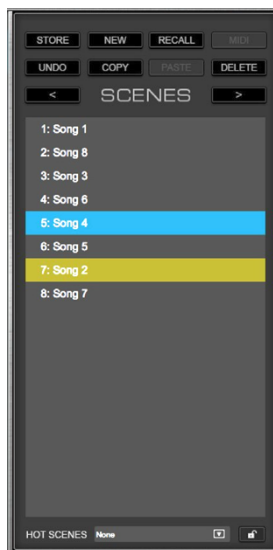 STORE NEW RECALL MIDI
UNDO COPY PASTE DELETE
< SCENES >
1: Song 1
2: Song 8
3: Song 3
4: Song 6
5: Song 4
6: Song 5
7: Song 2
8: Song 7
HOT SCENES None